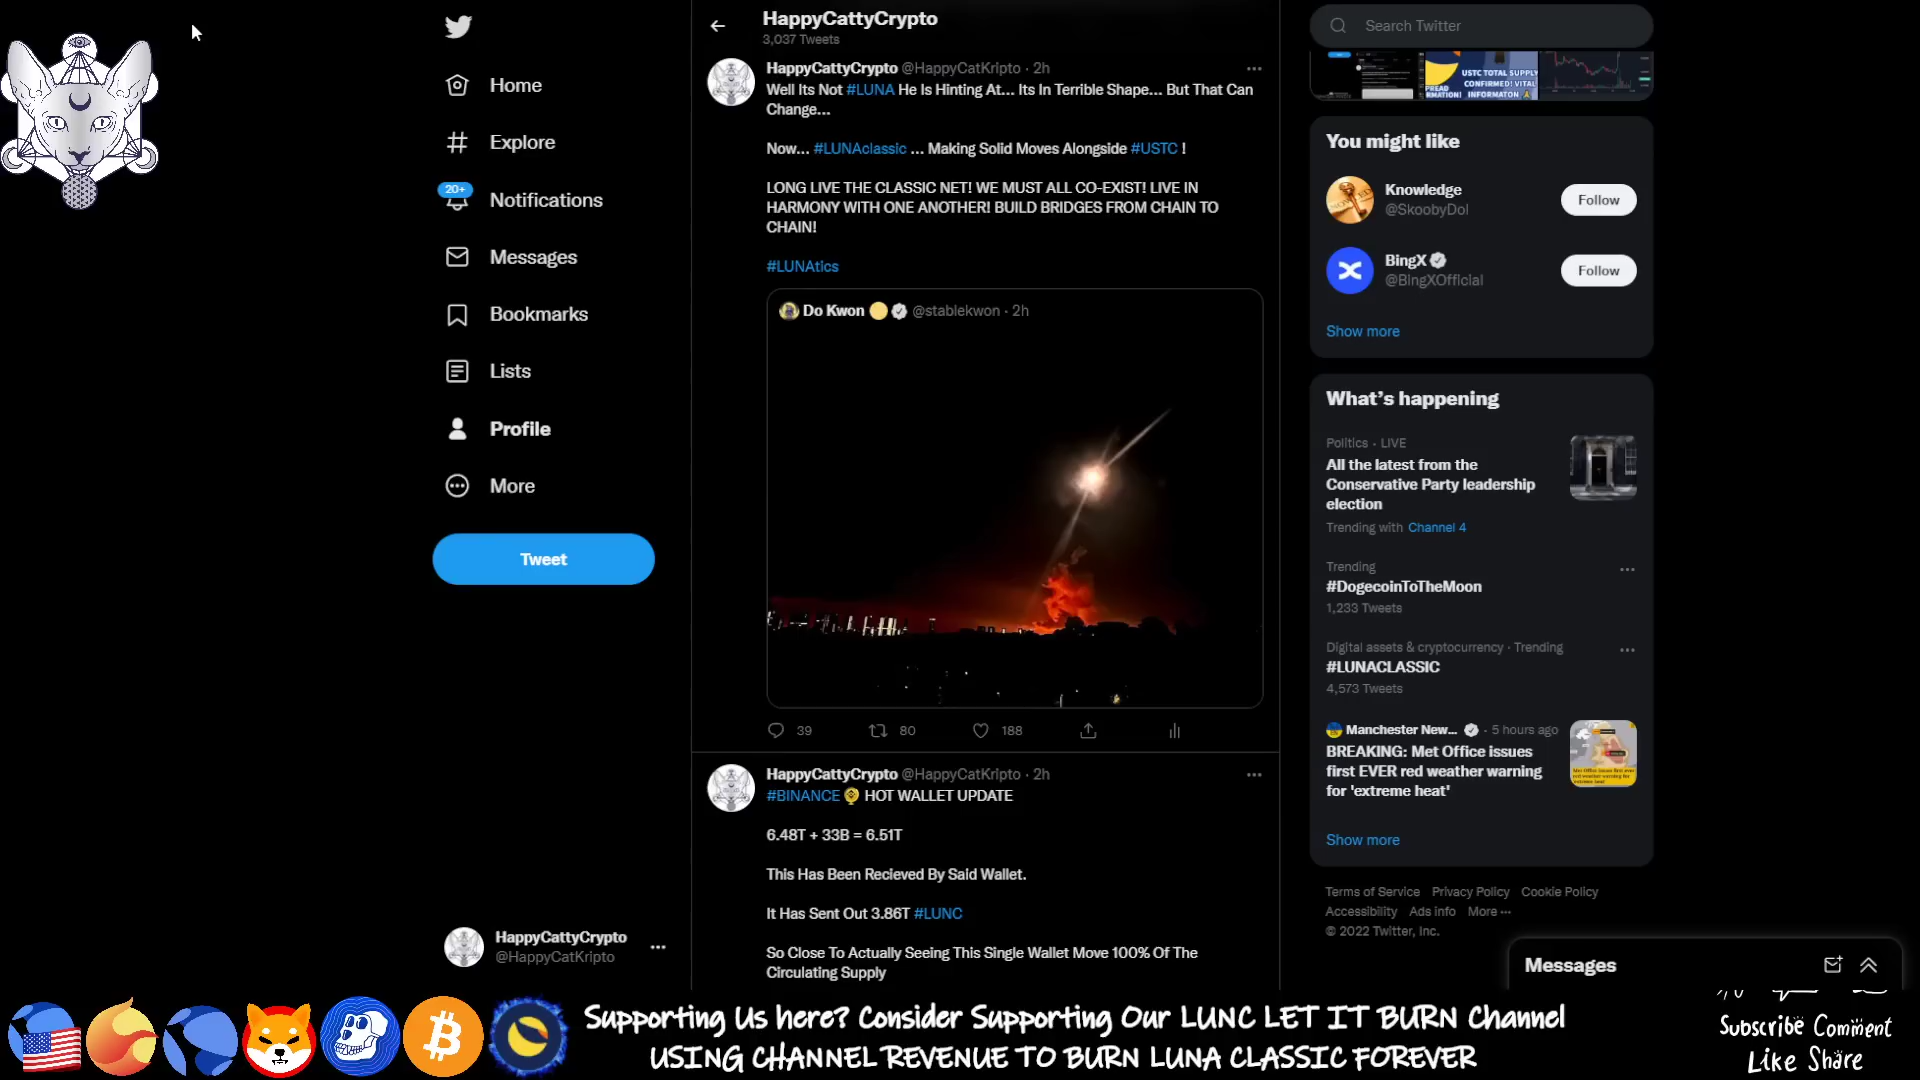 Home
Explore
20+
Notifications
Messages
Bookmarks
Lists
Profile
More
Tweet
HappyCattyCrypto
@HappyCatKripto
HappyCattyCrypto
3,037 Tweets
HappyCattyCrypto @HappyCatKripto · 2h
Well Its Not #LUNA He Is Hinting At... Its In Terrible Shape... But That Can
Change...
Now... #LUNAclassic ... Making Solid Moves Alongside #USTC !
LONG LIVE THE CLASSIC NET! WE MUST ALL CO-EXIST! LIVE IN
HARMONY WITH ONE ANOTHER! BUILD BRIDGES FROM CHAIN TO
CHAIN!
#LUNAtics
Do Kwon @stablekwon · 2h
39 80 188
HappyCattyCrypto @HappyCatKripto · 2h
#BINANCE HOT WALLET UPDATE
6.48T + 33B = 6.51T
This Has Been Recieved By Said Wallet.
It Has Sent Out 3.86T #LUNC
So Close To Actually Seeing This Single Wallet Move 100% Of The
Circulating Supply
Search Twitter
USTC TOTAL SUPPLY
CONFIRMED! VITAL
INFORMATON
You might like
Knowledge
@SkoobyDol
Follow
BingX
@BingXOfficial
Follow
Show more
What's happening
Politics · LIVE
All the latest from the
Conservative Party leadership
election
Trending with Channel 4
Trending
#DogecoinToTheMoon
1,233 Tweets
Digital assets & cryptocurrency · Trending
#LUNACLASSIC
4,573 Tweets
Manchester New... · 5 hours ago
BREAKING: Met Office issues
first EVER red weather warning
for 'extreme heat'
Show more
Terms of Service Privacy Policy Cookie Policy
Accessibility Ads info More ···
© 2022 Twitter, Inc.
Messages
Supporting Us here? Consider Supporting Our LUNC LET IT BURN Channel
USING CHANNEL REVENUE TO BURN LUNA CLASSIC FOREVER
Subscribe Comment
Like Share